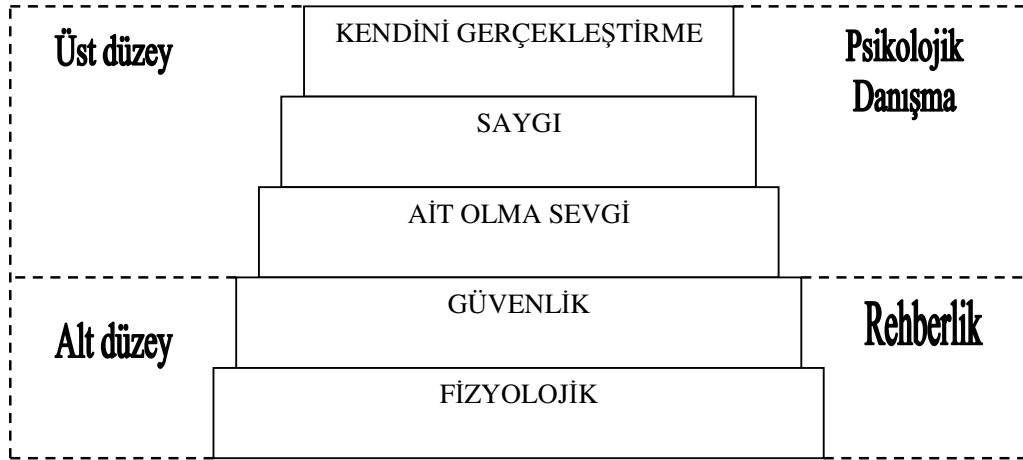 Üst düzey
KENDİNİ GERÇEKLEŞTİRME
Psikolojik
Danışma
SAYGI
AİT OLMA SEVGİ
Alt düzey
GÜVENLİK
Rehberlik
FİZYOLOJİK